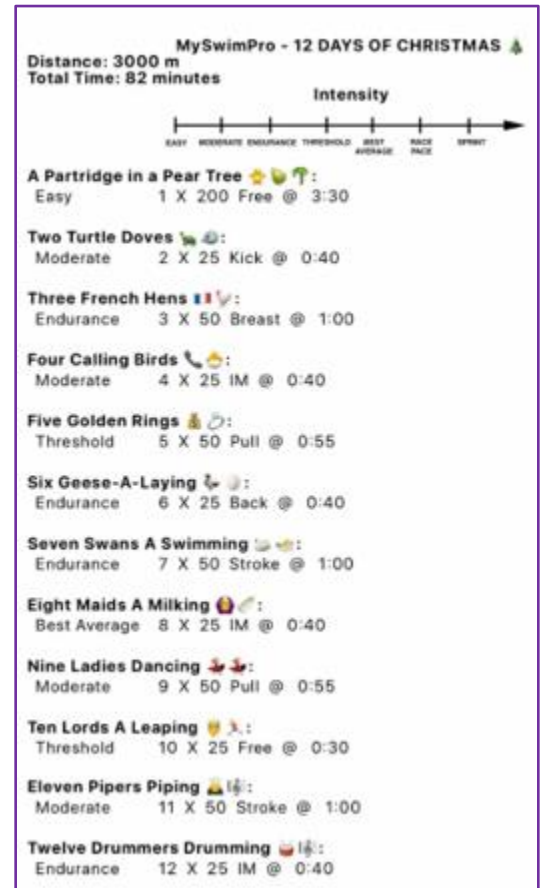 MySwimPro - 12 DAYS OF CHRISTMAS 🎄
Distance: 3000 m
Total Time: 82 minutes
Intensity
EASY MODERATE ENDURANCE THRESHOLD BEST AVERAGE RACE PACE SPRINT
A Partridge in a Pear Tree ⭐🍐🌴:
Easy 1 X 200 Free @ 3:30
Two Turtle Doves 🐢🕊:
Moderate 2 X 25 Kick @ 0:40
Three French Hens 🇫🇷🐓:
Endurance 3 X 50 Breast @ 1:00
Four Calling Birds 📞🐣:
Moderate 4 X 25 IM @ 0:40
Five Golden Rings 💰💍:
Threshold 5 X 50 Pull @ 0:55
Six Geese-A-Laying 🦆🥚:
Endurance 6 X 25 Back @ 0:40
Seven Swans A Swimming 🦢🏊:
Endurance 7 X 50 Stroke @ 1:00
Eight Maids A Milking 👸🥛:
Best Average 8 X 25 IM @ 0:40
Nine Ladies Dancing 💃💃:
Moderate 9 X 50 Pull @ 0:55
Ten Lords A Leaping 🤴🏃:
Threshold 10 X 25 Free @ 0:30
Eleven Pipers Piping 🎼:
Moderate 11 X 50 Stroke @ 1:00
Twelve Drummers Drumming 🥁🎼:
Endurance 12 X 25 IM @ 0:40